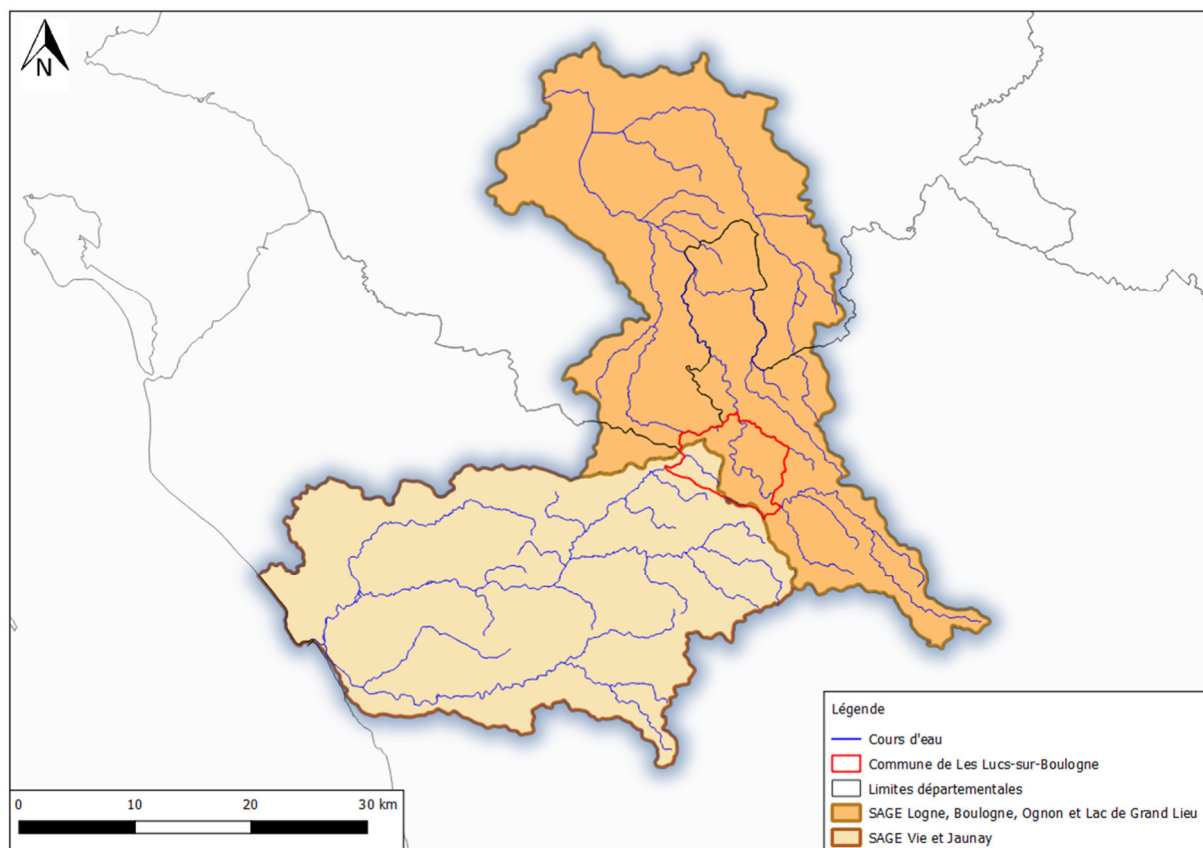 N
Légende
Cours d'eau
Commune de Les Lucs-sur-Boulogne
Limites départementales
SAGE Logne, Boulogne, Ognon et Lac de Grand Lieu
SAGE Vie et Jaunay
0 10 20 30 km